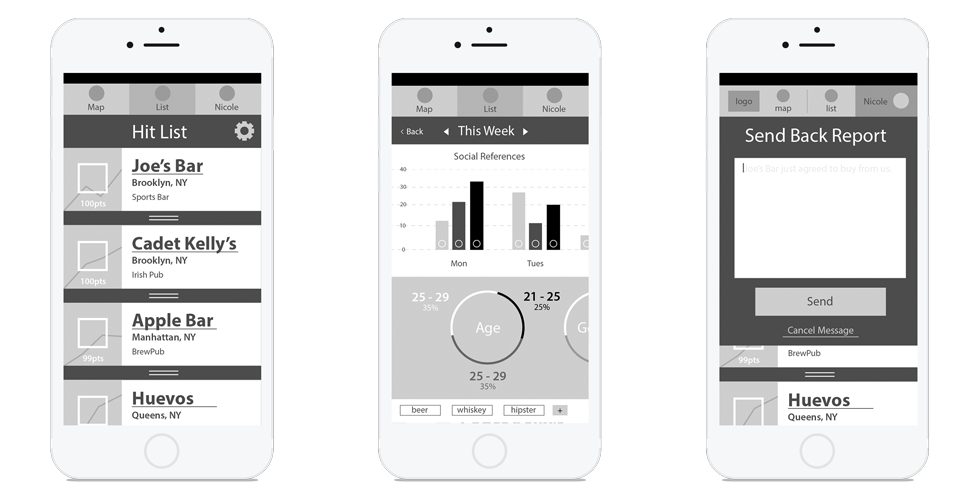 Map List Nicole
Hit List
Joe's Bar
Brooklyn, NY
Sports Bar
100pts
Cadet Kelly's
Brooklyn, NY
Irish Pub
100pts
Apple Bar
Manhattan, NY
BrewPub
99pts
Huevos
Queens, NY
Map List Nicole
‹ Back ◀ This Week ▶
Social References
40
30
20
10
0
Mon Tues
25 - 29
35%
21 - 25
25%
Age
25 - 29
35%
beer whiskey hipster +
logo map list Nicole
Send Back Report
Joe's Bar just agreed to buy from us.
Send
Cancel Message
99pts
BrewPub
Huevos
Queens, NY